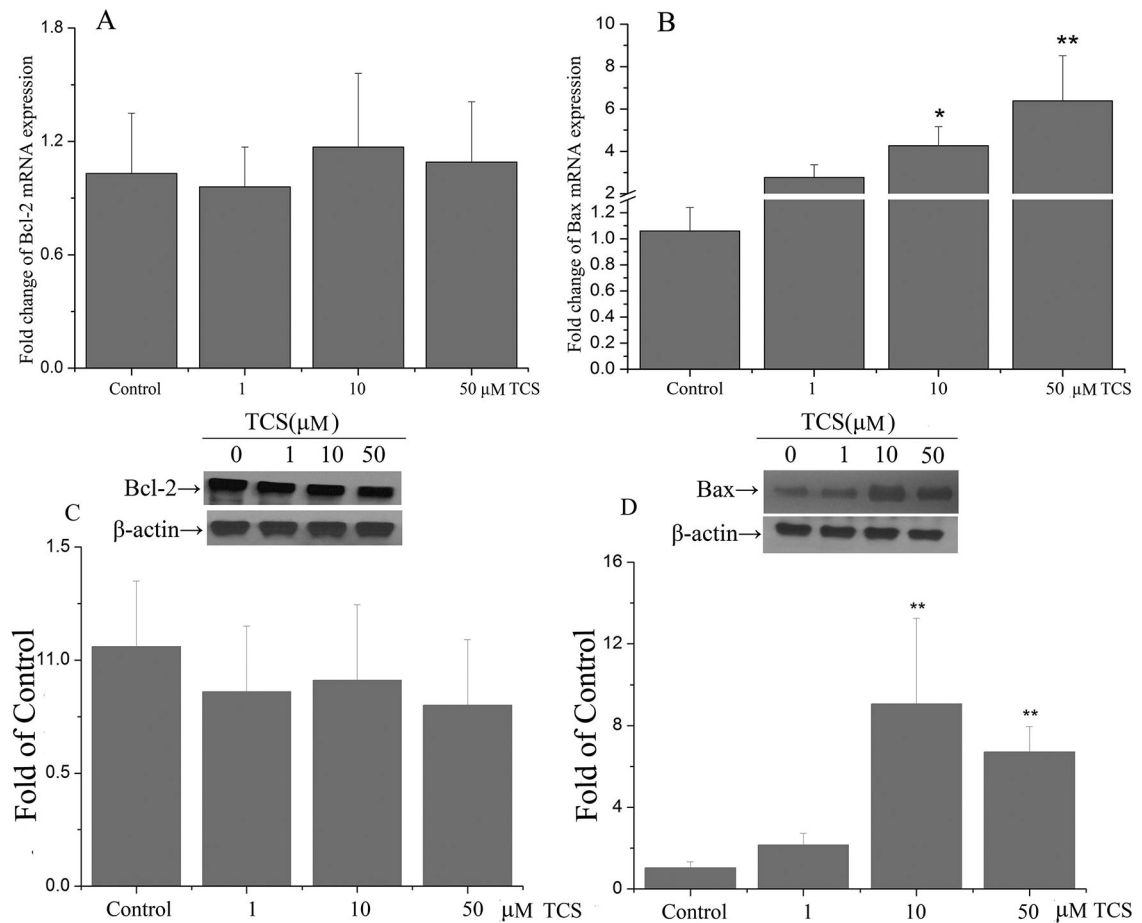 A
Fold change of Bcl-2 mRNA expression
1.8
1.2
0.6
0.0
Control 1 10 50 μM TCS
B
Fold change of Bax mRNA expression
10
8
6
4
2
1.2
1.0
0.8
0.6
0.4
0.2
0.0
*
**
Control 1 10 50 μM TCS
TCS(μM)
0 1 10 50
Bcl-2→
β-actin→
C
Fold of Control
1.5
11.0
0.5
0.0
Control 1 10 50 μM TCS
TCS(μM)
0 1 10 50
Bax→
β-actin→
D
Fold of Control
16
12
8
4
0
**
**
Control 1 10 50 μM TCS